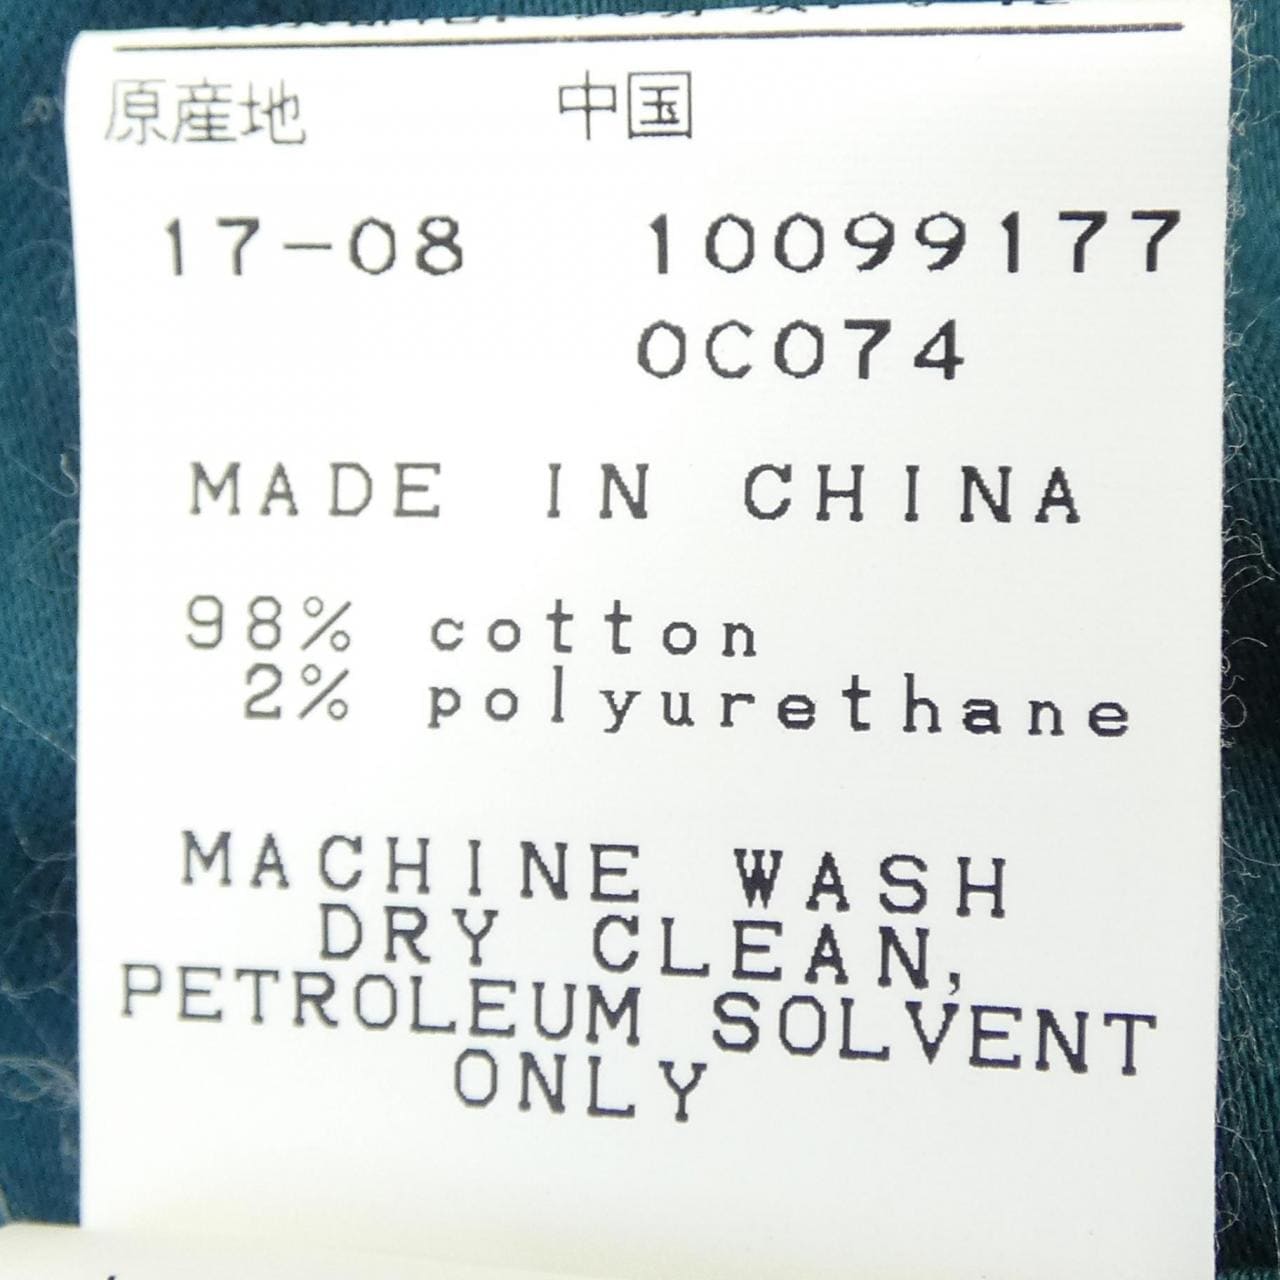 原産地 中国
17-08 10099177
0C074
MADE IN CHINA
98% cotton
2% polyurethane
MACHINE WASH
DRY CLEAN,
PETROLEUM SOLVENT
ONLY